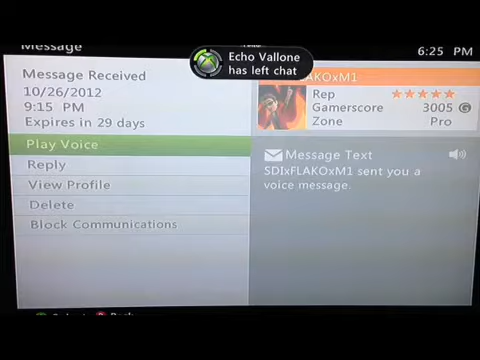 Message
6:25 PM
Echo Vallone
has left chat
Message Received
10/26/2012
9:15 PM
Expires in 29 days
Play Voice
Reply
View Profile
Delete
Block Communications
LAKOxM1
Rep
Gamerscore 3005 G
Zone Pro
Message Text
SDIxFLAKOxM1 sent you a
voice message.